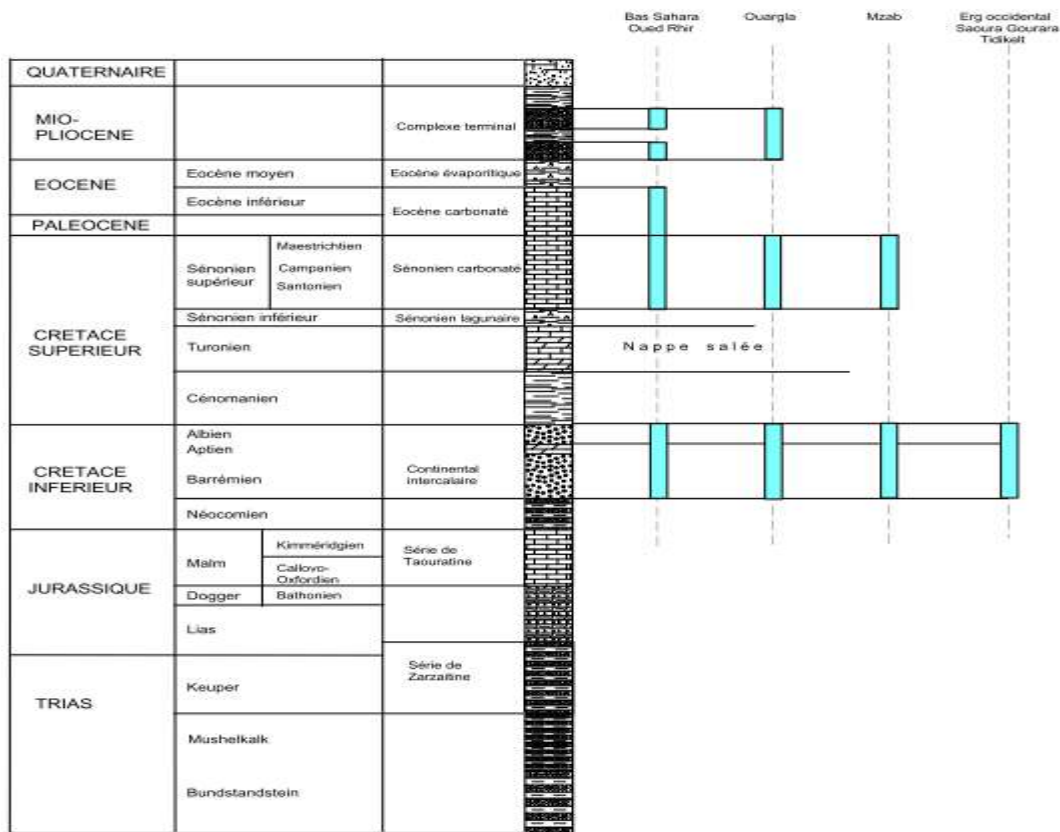 Bas Sahara
Oued Rhir
Ouargla
Mzab
Erg occidental
Saoura Gourara
Tidikelt
QUATERNAIRE
MIO-
PLIOCENE
Complexe terminal
EOCENE
Eocène moyen
Eocène évaporitique
Eocène inférieur
Eocène carbonaté
PALEOCENE
CRETACE
SUPERIEUR
Sénonien
supérieur
Maestrichtien
Campanien
Santonien
Sénonien carbonaté
Sénonien inférieur
Sénonien lagunaire
Turonien
Nappe salée
Cénomanien
CRETACE
INFERIEUR
Albien
Aptien
Barrémien
Continental
intercalaire
Néocomien
JURASSIQUE
Malm
Kimméridgien
Callovo-
Oxfordien
Série de
Taouratine
Dogger
Bathonien
Lias
TRIAS
Série de
Zarzaïtine
Keuper
Mushelkalk
Bundstandstein